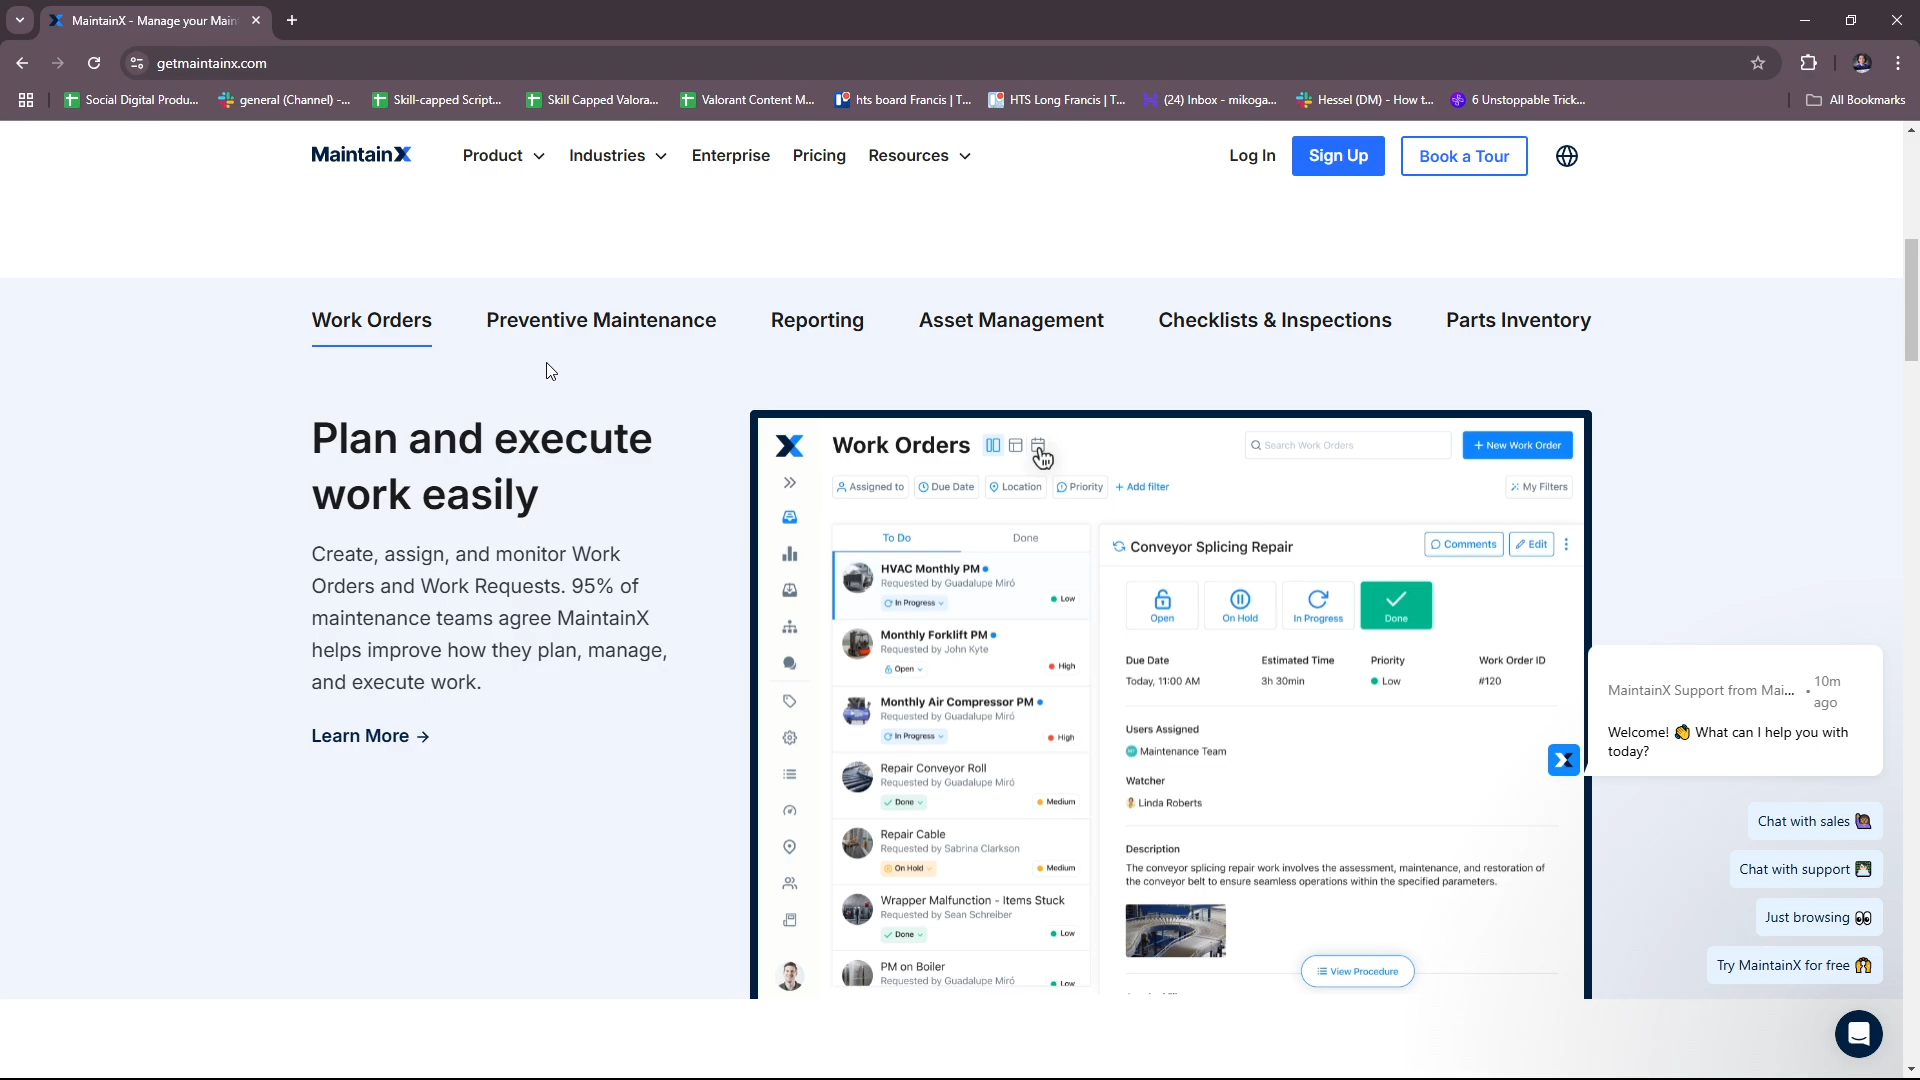 MaintainX - Manage your Main
getmaintainx.com
Social Digital Produ...
general (Channel) -...
Skill-capped Script...
Skill Capped Valora...
Valorant Content M...
hts board Francis | T...
HTS Long Francis | T...
(24) Inbox - mikoga...
Hessel (DM) - How t...
6 Unstoppable Trick...
All Bookmarks
MaintainX
Product
Industries
Enterprise
Pricing
Resources
Log In
Sign Up
Book a Tour
Work Orders
Preventive Maintenance
Reporting
Asset Management
Checklists & Inspections
Parts Inventory
Plan and execute
work easily
Create, assign, and monitor Work
Orders and Work Requests. 95% of
maintenance teams agree MaintainX
helps improve how they plan, manage,
and execute work.
Learn More →
Work Orders
Search Work Orders
+ New Work Order
Assigned to
Due Date
Location
Priority
+ Add filter
My Filters
To Do
Done
HVAC Monthly PM
Requested by Guadalupe Miró
In Progress
Low
Monthly Forklift PM
Requested by John Kyte
Open
High
Monthly Air Compressor PM
Requested by Guadalupe Miró
In Progress
High
Repair Conveyor Roll
Requested by Guadalupe Miró
Done
Medium
Repair Cable
Requested by Sabrina Clarkson
On Hold
Medium
Wrapper Malfunction - Items Stuck
Requested by Sean Schreiber
Done
Low
PM on Boiler
Requested by Guadalupe Miró
Low
Conveyor Splicing Repair
Comments
Edit
Open
On Hold
In Progress
Done
Due Date
Estimated Time
Priority
Work Order ID
Today, 11:00 AM
3h 30min
Low
#120
Users Assigned
Maintenance Team
Watcher
Linda Roberts
Description
The conveyor splicing repair work involves the assessment, maintenance, and restoration of
the conveyor belt to ensure seamless operations within the specified parameters.
View Procedure
MaintainX Support from Mai... • 10m
ago
Welcome! 👏 What can I help you with
today?
Chat with sales
Chat with support
Just browsing 👀
Try MaintainX for free